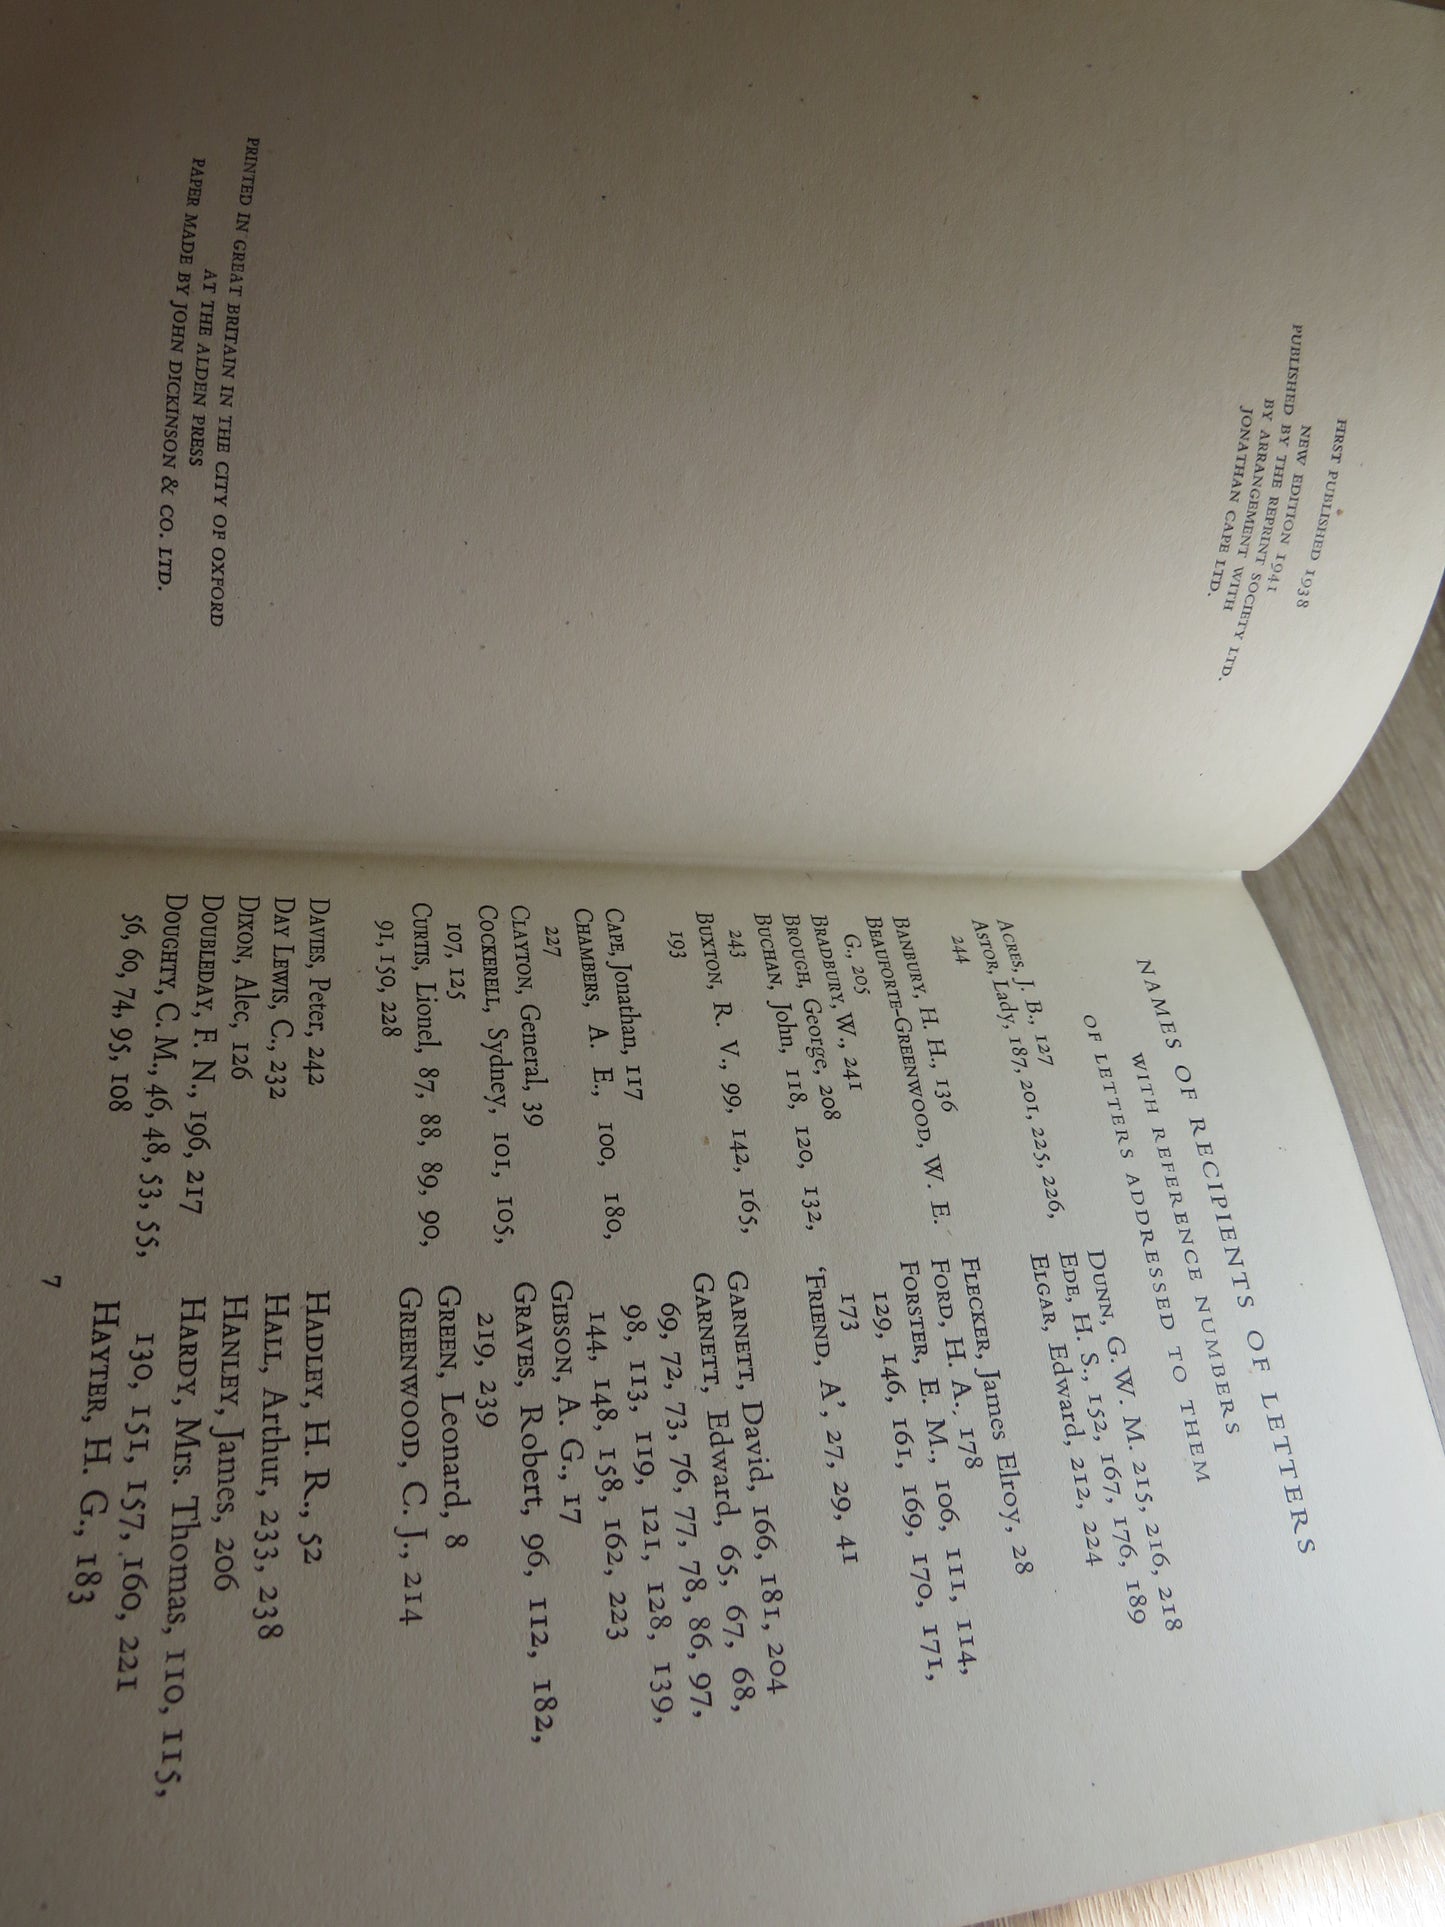 FIRST PUBLISHED 1938
NEW EDITION 1941
PUBLISHED BY THE REPRINT SOCIETY LTD.
BY ARRANGEMENT WITH
JONATHAN CAPE LTD.
PRINTED IN GREAT BRITAIN IN THE CITY OF OXFORD
AT THE ALDEN PRESS
PAPER MADE BY JOHN DICKINSON & CO. LTD.
NAMES OF RECIPIENTS OF LETTERS
WITH REFERENCE NUMBERS
OF LETTERS ADDRESSED TO THEM
ACRES, J. B., 127
ASTOR, Lady, 187, 201, 225, 226,
244
BANBURY, H. H., 136
BEAUFORTE-GREENWOOD, W. E.
G., 205
BRADBURY, W., 241
BROUGH, George, 208
BUCHAN, John, 118, 120, 132,
243
BUXTON, R. V., 99, 142, 165,
193
CAPE, Jonathan, 117
CHAMBERS, A. E., 100, 180,
227
CLAYTON, General, 39
COCKERELL, Sydney, 101, 105,
107, 125
CURTIS, Lionel, 87, 88, 89, 90,
91, 150, 228
DAVIES, Peter, 242
DAY LEWIS, C., 232
DIXON, Alec, 126
DOUBLEDAY, F. N., 196, 217
DOUGHTY, C. M., 46, 48, 53, 55,
56, 60, 74, 95, 108
DUNN, G. W. M. 215, 216, 218
EDE, H. S., 152, 167, 176, 189
ELGAR, Edward, 212, 224
FLECKER, James Elroy, 28
FORD, H. A., 178
FORSTER, E. M., 106, 111, 114,
129, 146, 161, 169, 170, 171,
173
'FRIEND, A', 27, 29, 41
GARNETT, David, 166, 181, 204
GARNETT, Edward, 65, 67, 68,
69, 72, 73, 76, 77, 78, 86, 97,
98, 113, 119, 121, 128, 139,
144, 148, 158, 162, 223
GIBSON, A. G., 17
GRAVES, Robert, 96, 112, 182,
219, 239
GREEN, Leonard, 8
GREENWOOD, C. J., 214
HADLEY, H. R., 52
HALL, Arthur, 233, 238
HANLEY, James, 206
HARDY, Mrs. Thomas, 110, 115,
130, 151, 157, 160, 221
HAYTER, H. G., 183
7